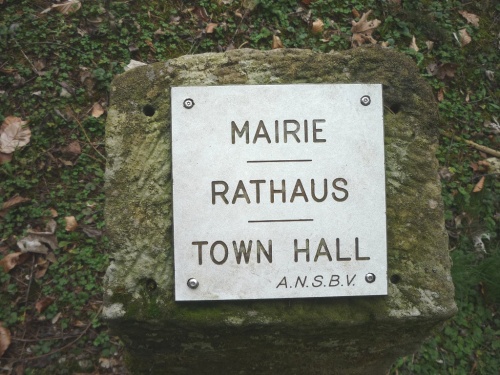 MAIRIE
RATHAUS
TOWN HALL
A.N.S.B.V.